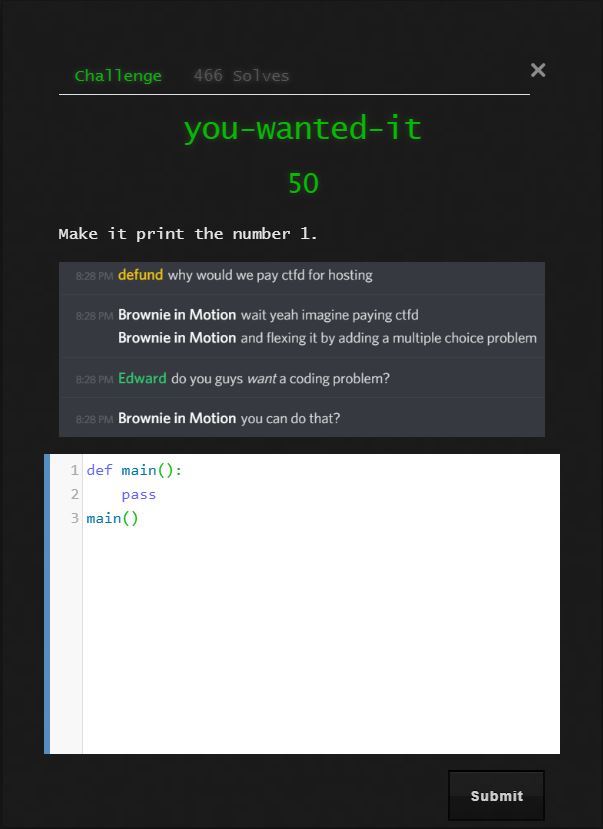 Challenge 466 Solves ×
you-wanted-it
50
Make it print the number 1.
8:28 PM defund why would we pay ctfd for hosting
8:28 PM Brownie in Motion wait yeah imagine paying ctfd
Brownie in Motion and flexing it by adding a multiple choice problem
8:28 PM Edward do you guys want a coding problem?
8:28 PM Brownie in Motion you can do that?
1 def main():
2     pass
3 main()
Submit